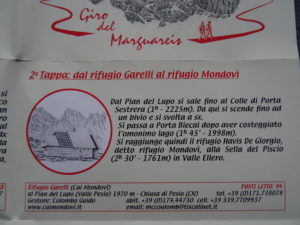 Giro
del
Marguareis
2ª Tappa: dal rifugio Garelli al rifugio Mondovì
Dal Pian del Lupo si sale fino al Colle di Porta
Sestrera (1h - 2225m). Da qui si scende fino ad
un bivio e si svolta a sx.
Si passa a Porta Biecai dopo aver costeggiato
l'omonimo lago (1h 45' - 1998m).
Si raggiunge quindi il rifugio Havis De Giorgio,
detto rifugio Mondovì, alla Sella del Piscio
(2h 30' - 1761m) in Valle Ellero.
Rifugio Garelli (Cai Mondovì) POSTI LETTO: 94
di Pian del Lupo (Valle Pesio) 1970 m - Chiusa di Pesio (CN) tel. +39 (0)171.738078
Gestore: Colombo Guido abit. +39 (0)174.44730 cell. +39 339.7709937
www.caimondovi.it email: mccoulomb@tiscalinet.it